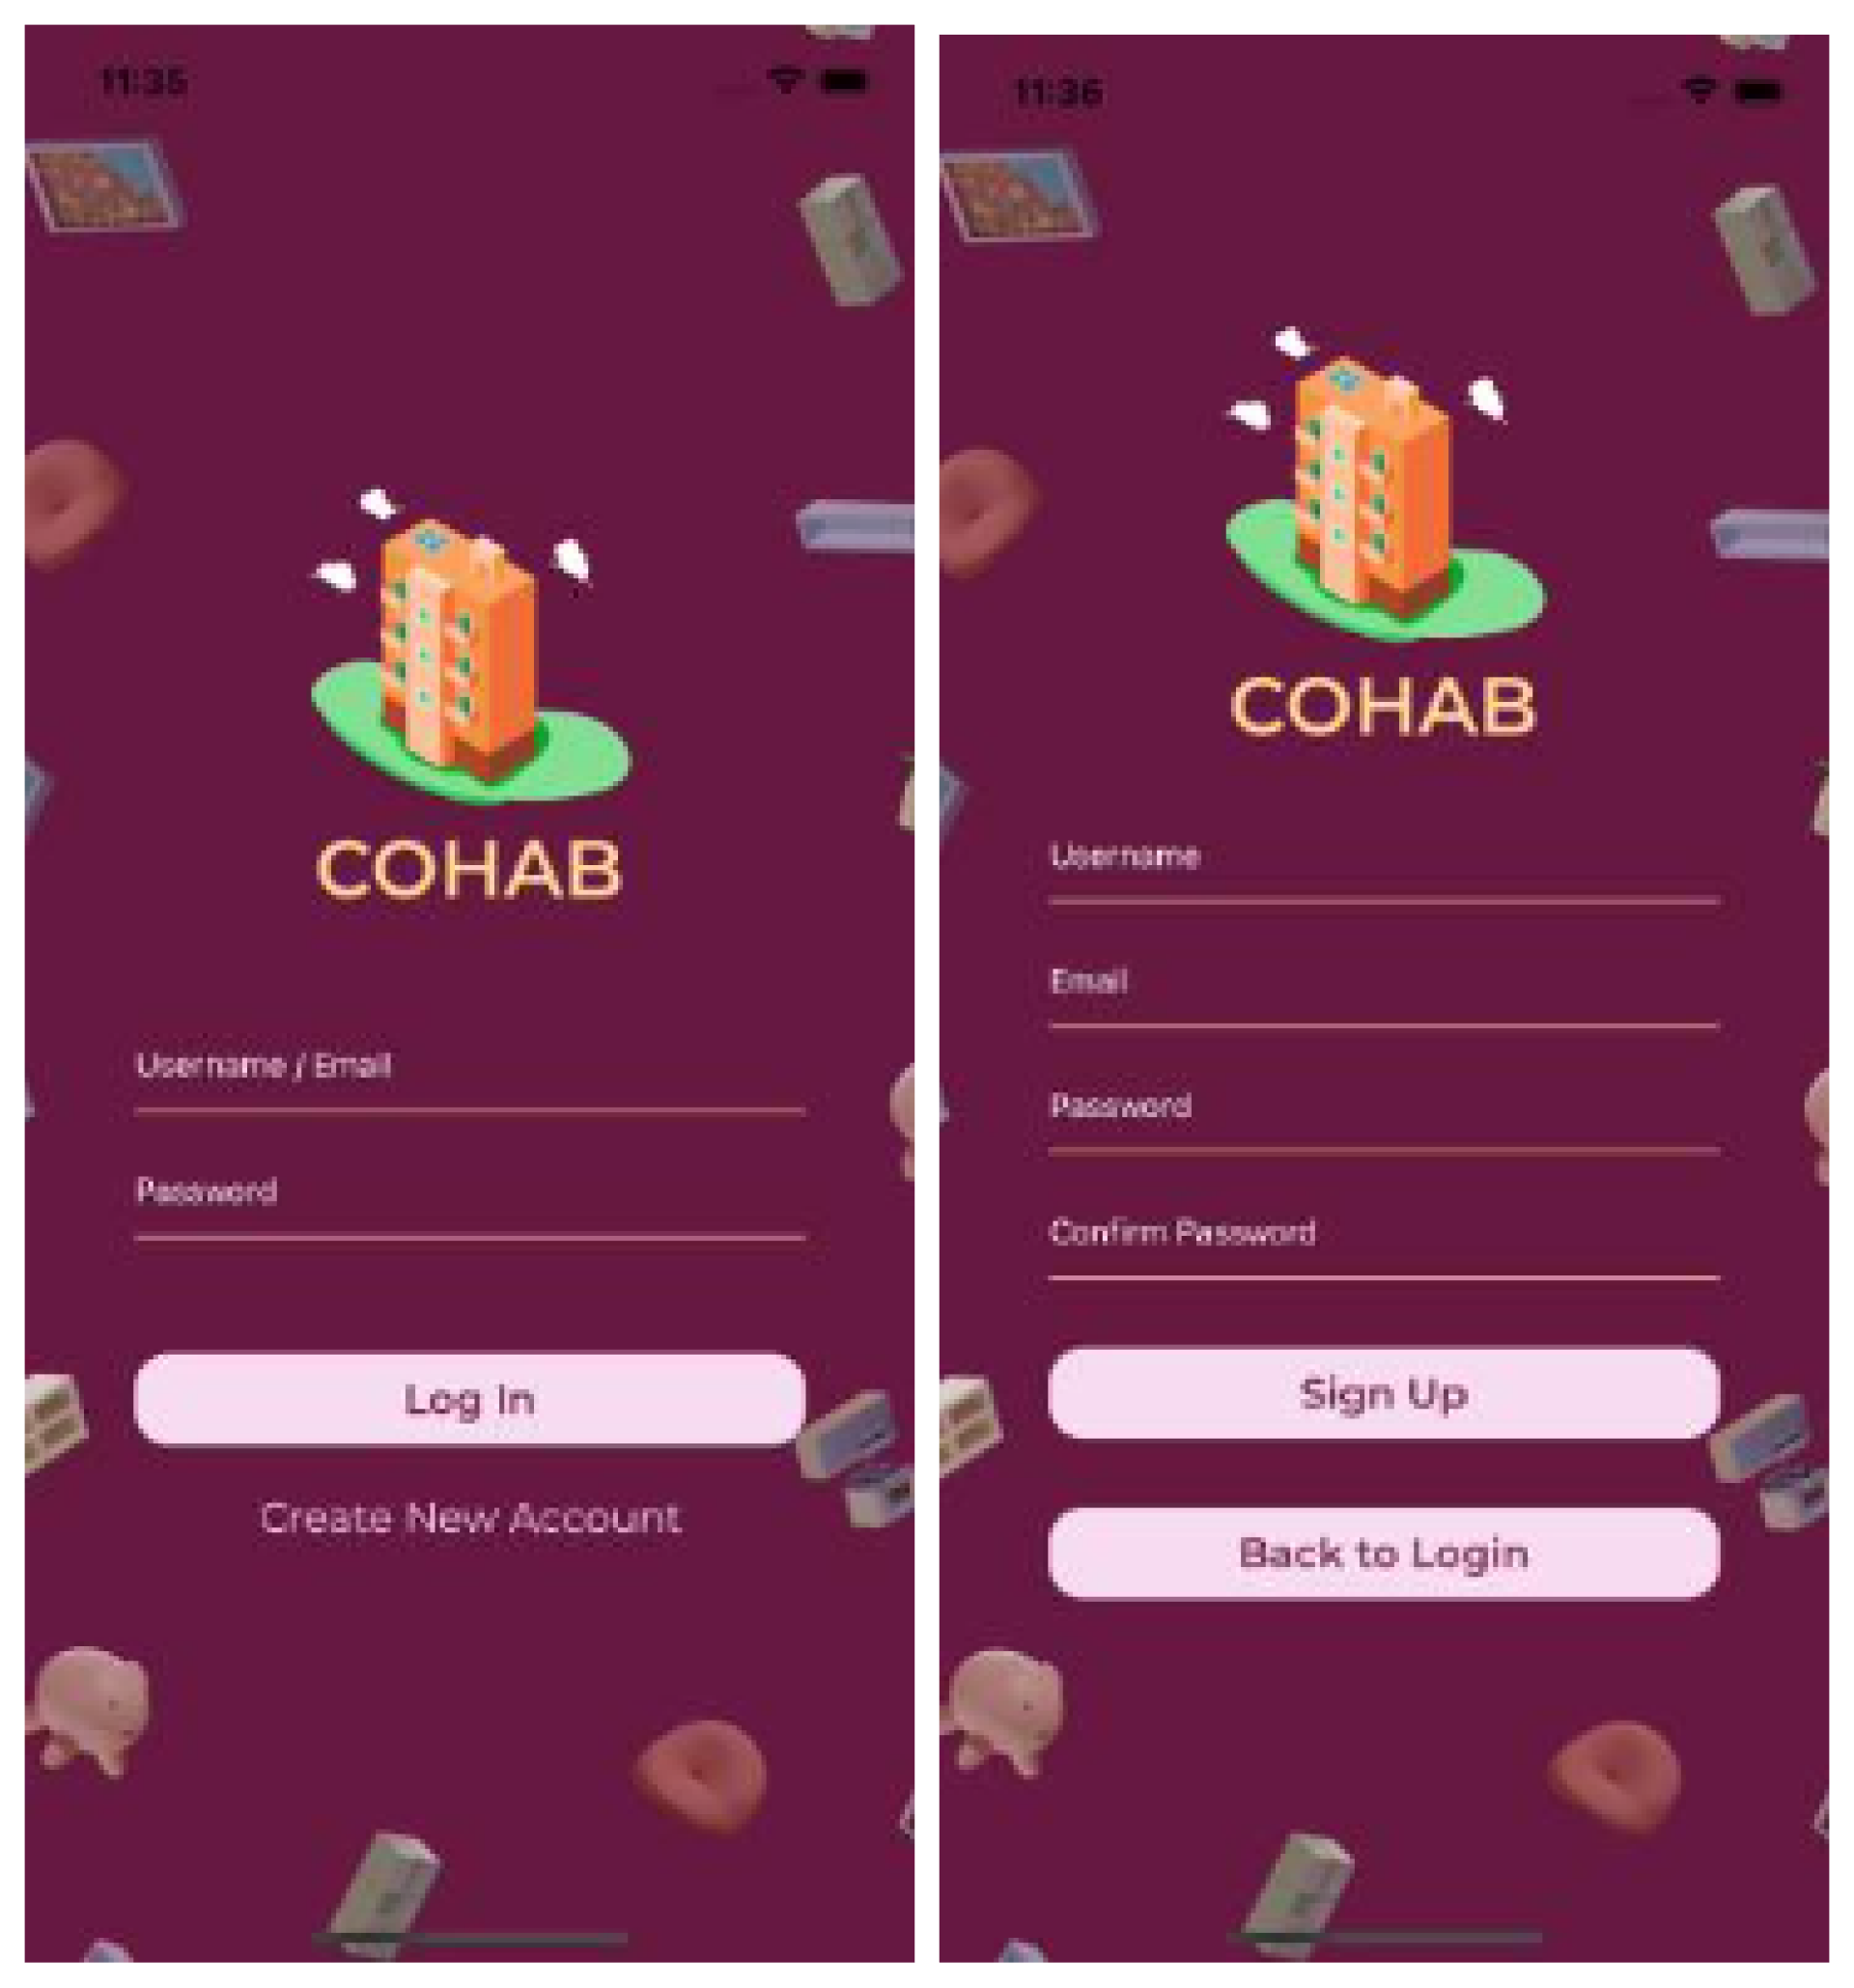 11:35
COHAB
Username / Email
Password
Log In
Create New Account
11:36
COHAB
Username
Email
Password
Confirm Password
Sign Up
Back to Login